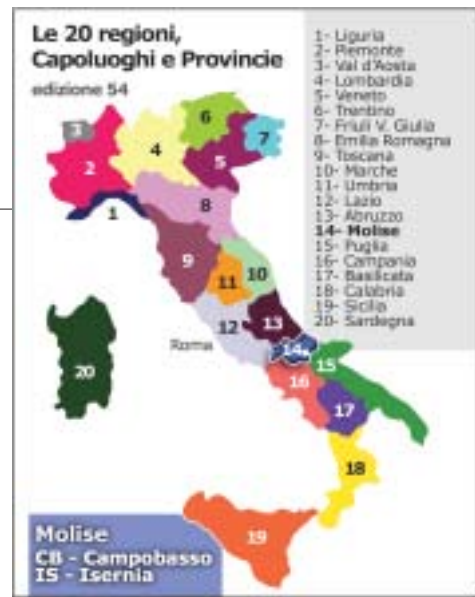 Le 20 regioni,
Capoluoghi e Provincie
edizione 54
1- Liguria
2- Piemonte
3- Val d'Aosta
4- Lombardia
5- Veneto
6- Trentino
7- Friuli V. Giulia
8- Emilia Romagna
9- Toscana
10- Marche
11- Umbria
12- Lazio
13- Abruzzo
14- Molise
15- Puglia
16- Campania
17- Basilicata
18- Calabria
19- Sicilia
20- Sardegna
6
3
4
7
2
5
8
1
9
10
11
12
13
Roma
14
15
20
16
17
18
19
Molise
CB - Campobasso
IS - Isernia